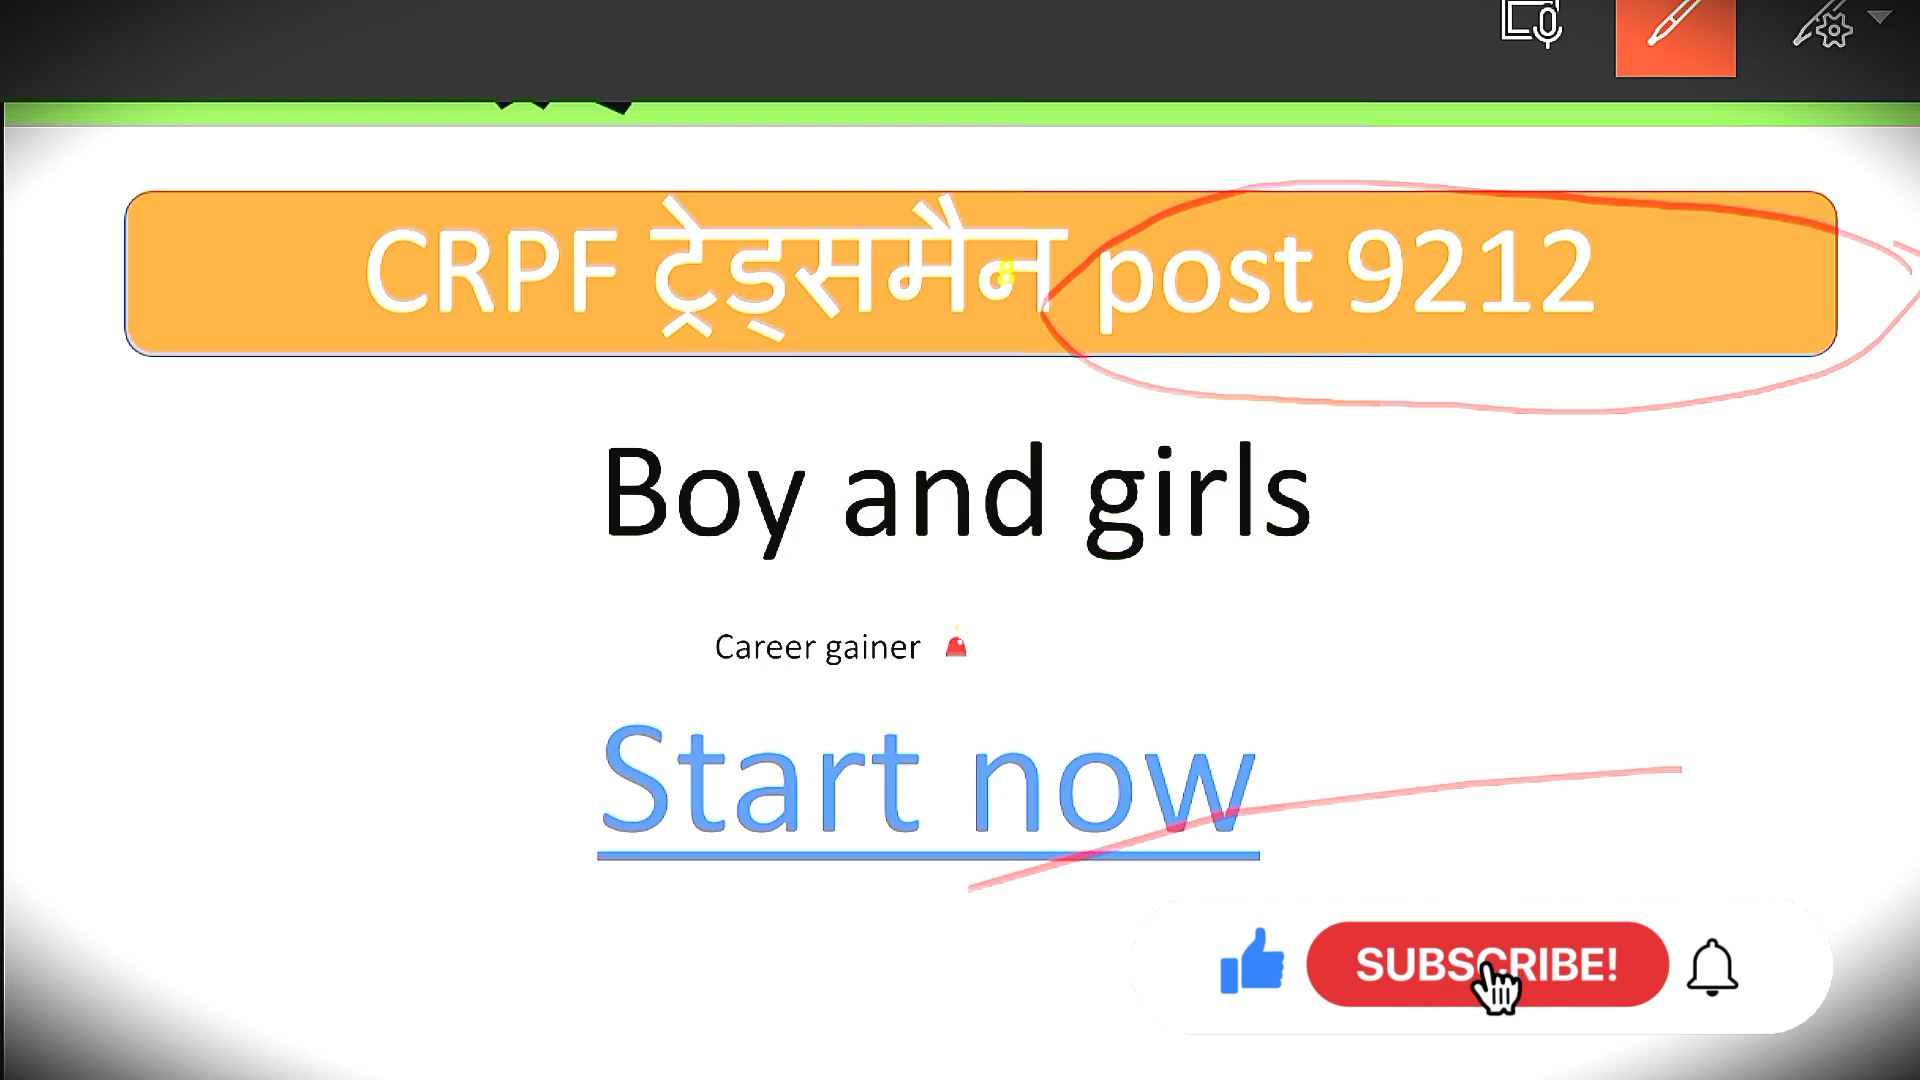 CRPF ट्रेड्समैन post 9212
Boy and girls
Career gainer
Start now
SUBSCRIBE!